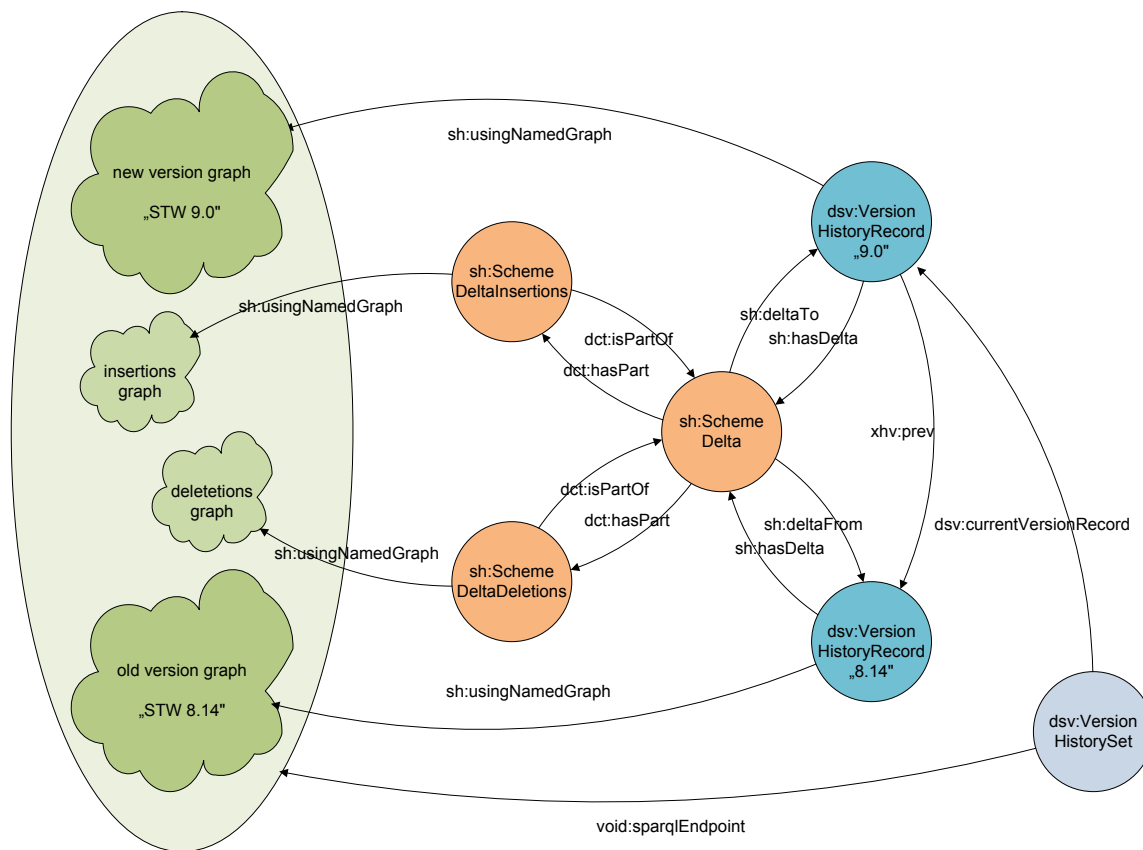 sh:usingNamedGraph
new version graph
„STW 9.0"
dsv:Version
HistoryRecord
„9.0"
sh:Scheme
DeltaInsertions
sh:usingNamedGraph
sh:deltaTo
sh:hasDelta
dct:isPartOf
dct:hasPart
insertions
graph
sh:Scheme
Delta
xhv:prev
dct:isPartOf
deletetions
graph
dct:hasPart
sh:deltaFrom
sh:hasDelta
dsv:currentVersionRecord
sh:usingNamedGraph
sh:Scheme
DeltaDeletions
dsv:Version
HistoryRecord
„8.14"
old version graph
„STW 8.14"
sh:usingNamedGraph
dsv:Version
HistorySet
void:sparqlEndpoint